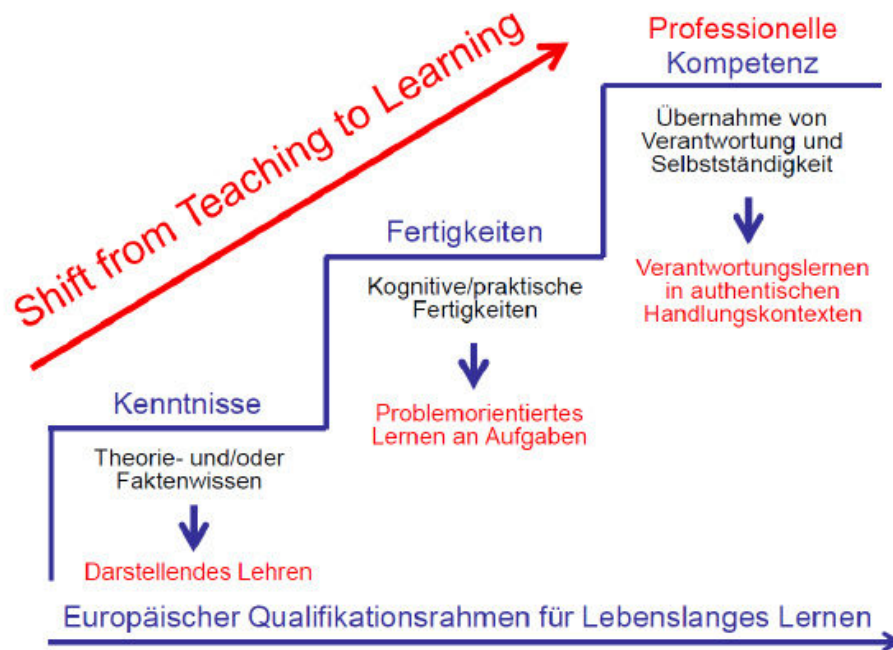 Shift from Teaching to Learning
Professionelle
Kompetenz
Übernahme von
Verantwortung und
Selbstständigkeit
Verantwortungslernen
in authentischen
Handlungskontexten
Fertigkeiten
Kognitive/praktische
Fertigkeiten
Problemorientiertes
Lernen an Aufgaben
Kenntnisse
Theorie- und/oder
Faktenwissen
Darstellendes Lehren
Europäischer Qualifikationsrahmen für Lebenslanges Lernen